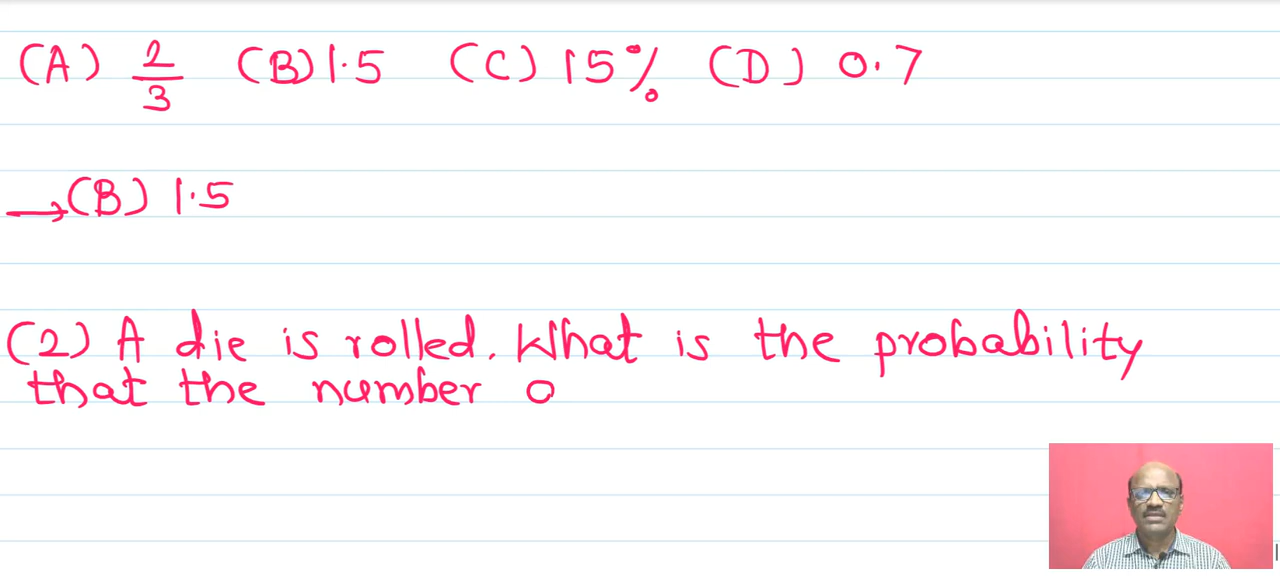 (A) 2/3 (B) 1.5 (C) 15% (D) 0.7
→ (B) 1.5
(2) A die is rolled. What is the probability
that the number o